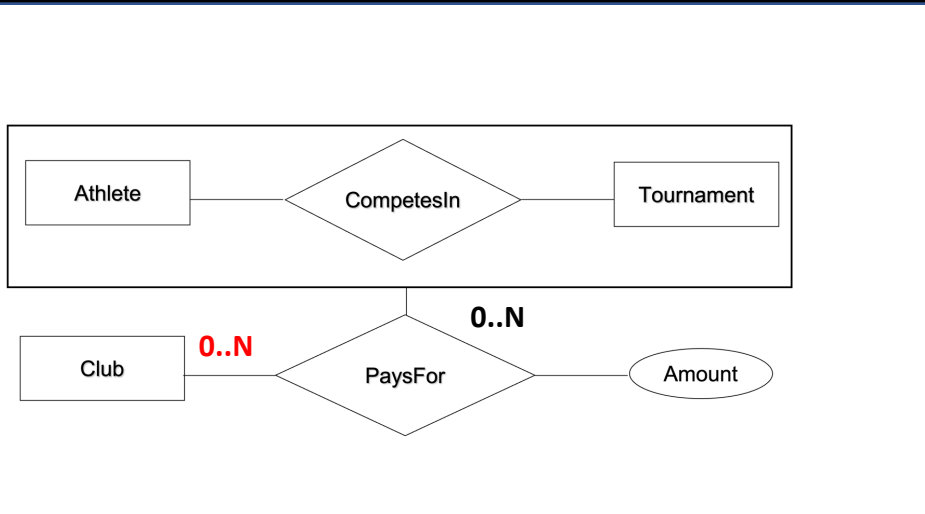 Athlete
CompetesIn
Tournament
0..N
0..N
Club
PaysFor
Amount